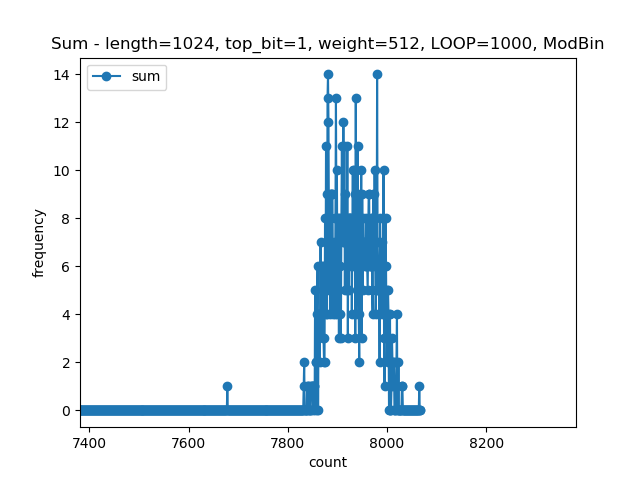 Sum - length=1024, top_bit=1, weight=512, LOOP=1000, ModBin
sum
14
12
10
8
6
4
2
0
frequency
7400 7600 7800 8000 8200
count